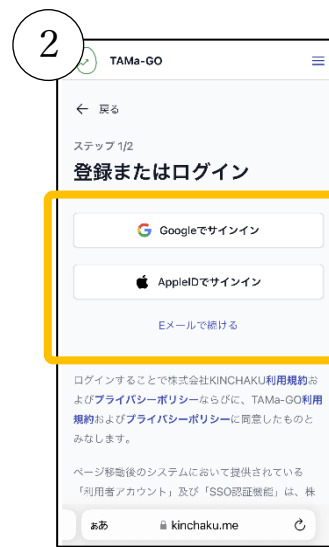 2
TAMa-GO
← 戻る
ステップ 1/2
登録またはログイン
Googleでサインイン
AppleIDでサインイン
Eメールで続ける
ログインすることで株式会社KINCHAKU利用規約お
よびプライバシーポリシーならびに、TAMa-GO利用
規約およびプライバシーポリシーに同意したものと
みなします。
ページ移動後のシステムにおいて提供されている
「利用者アカウント」及び「SSO認証機能」は、株
ぁあ
kinchaku.me